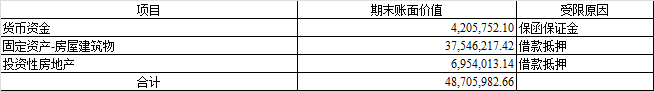 项目 期末账面价值 受限原因
货币资金 4,205,752.10 保函保证金
固定资产-房屋建筑物 37,546,217.42 借款抵押
投资性房地产 6,954,013.14 借款抵押
合计 48,705,982.66